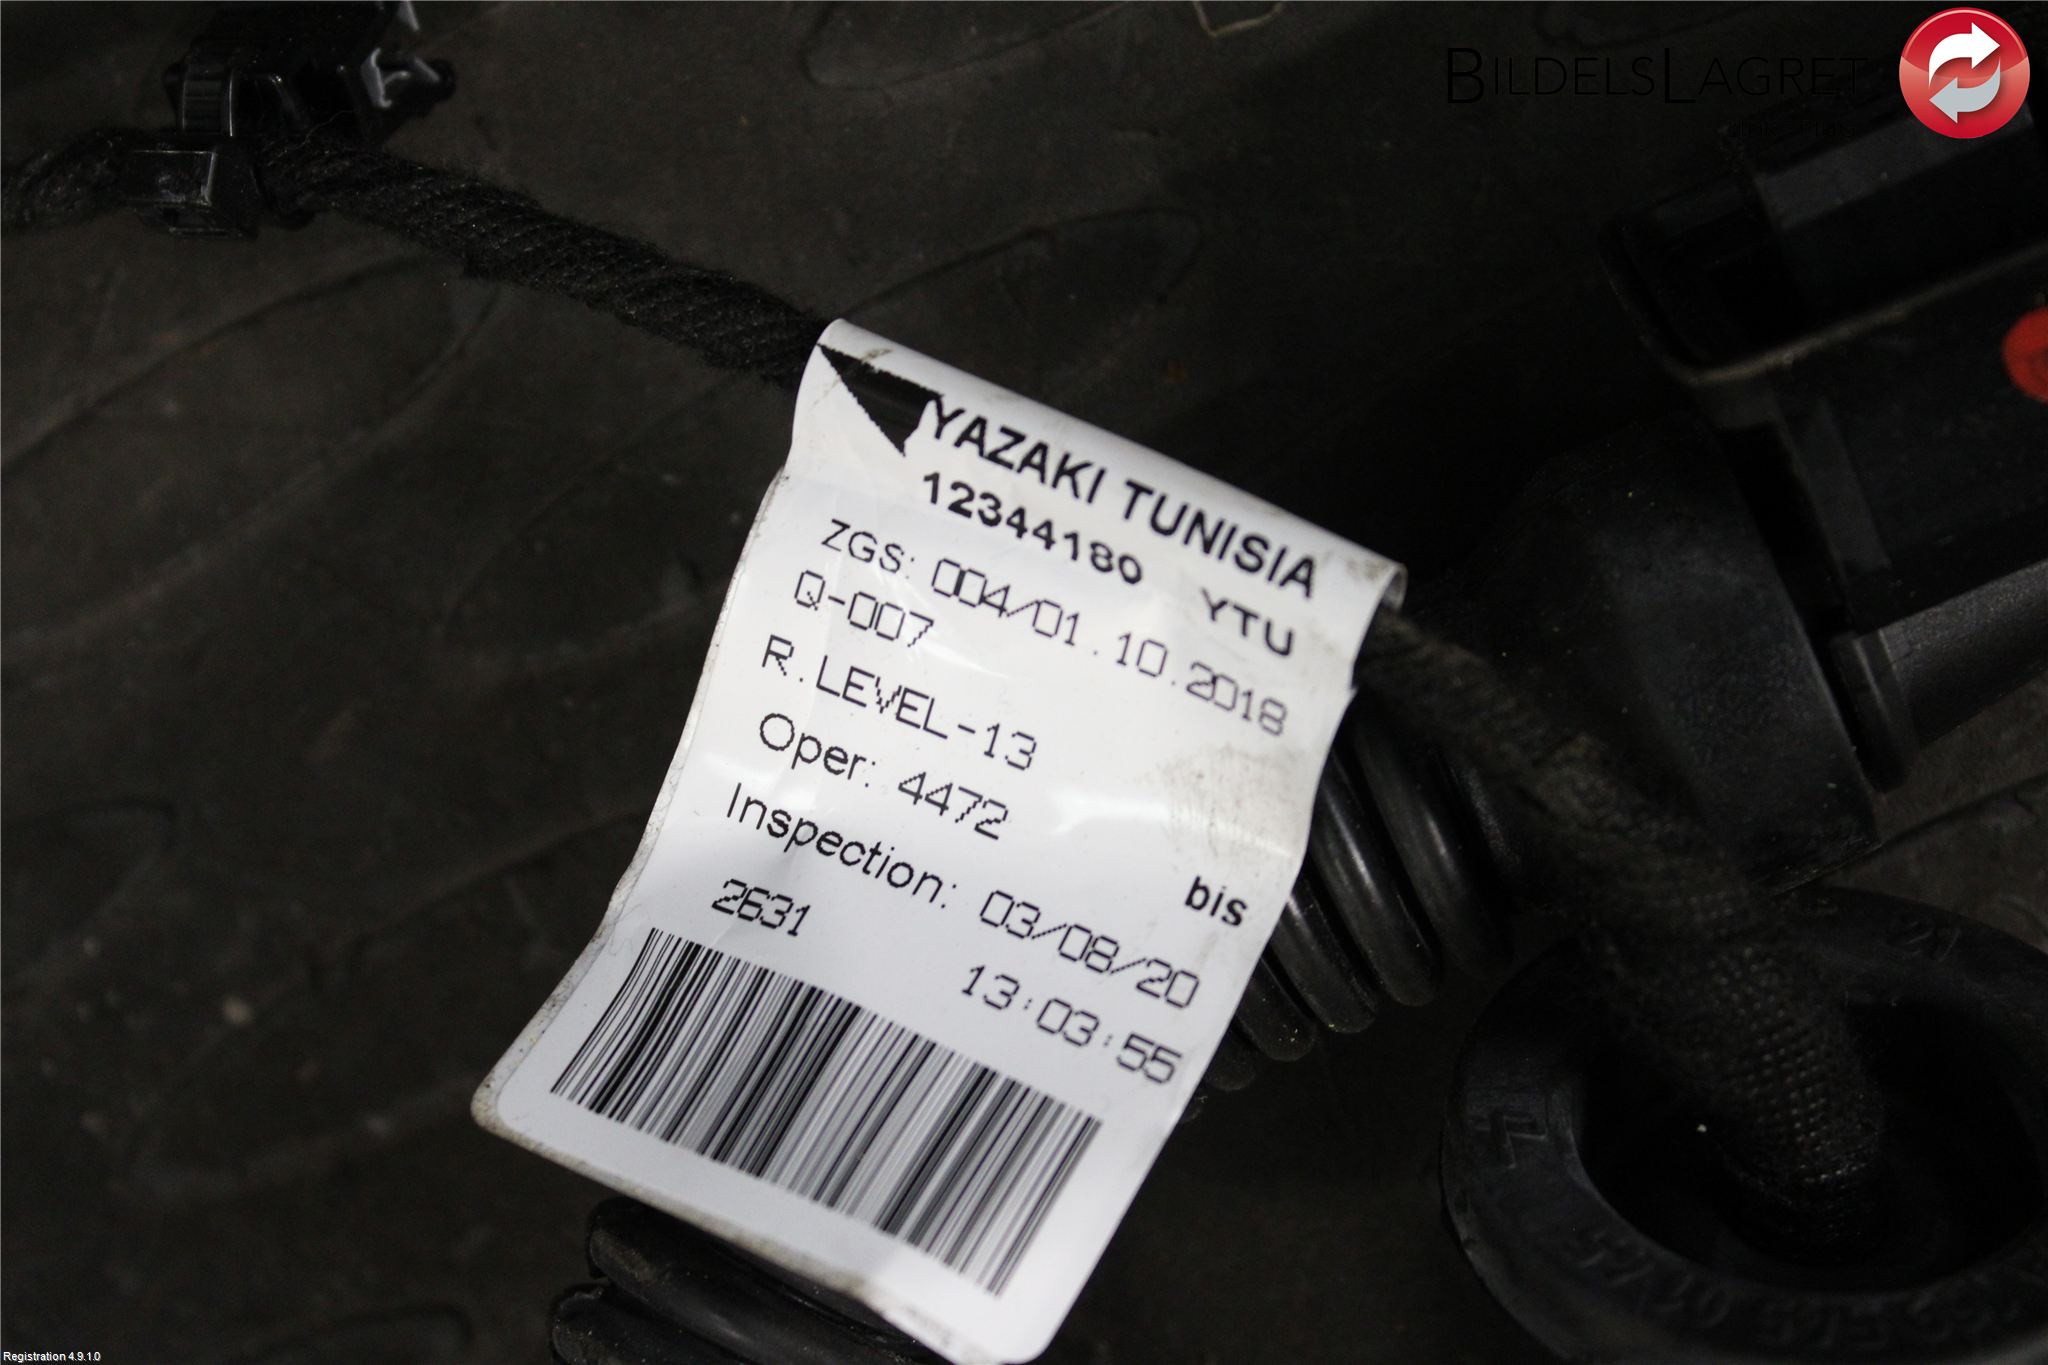 BILDELSLAGRET
YAZAKI TUNISIA
12344180 YTU
ZGS: 004/01.10.2018
Q-007
R.LEVEL-13
Oper: 4472
bis
Inspection: 03/08/20
2631 13:03:55
Registration 4.9.1.0